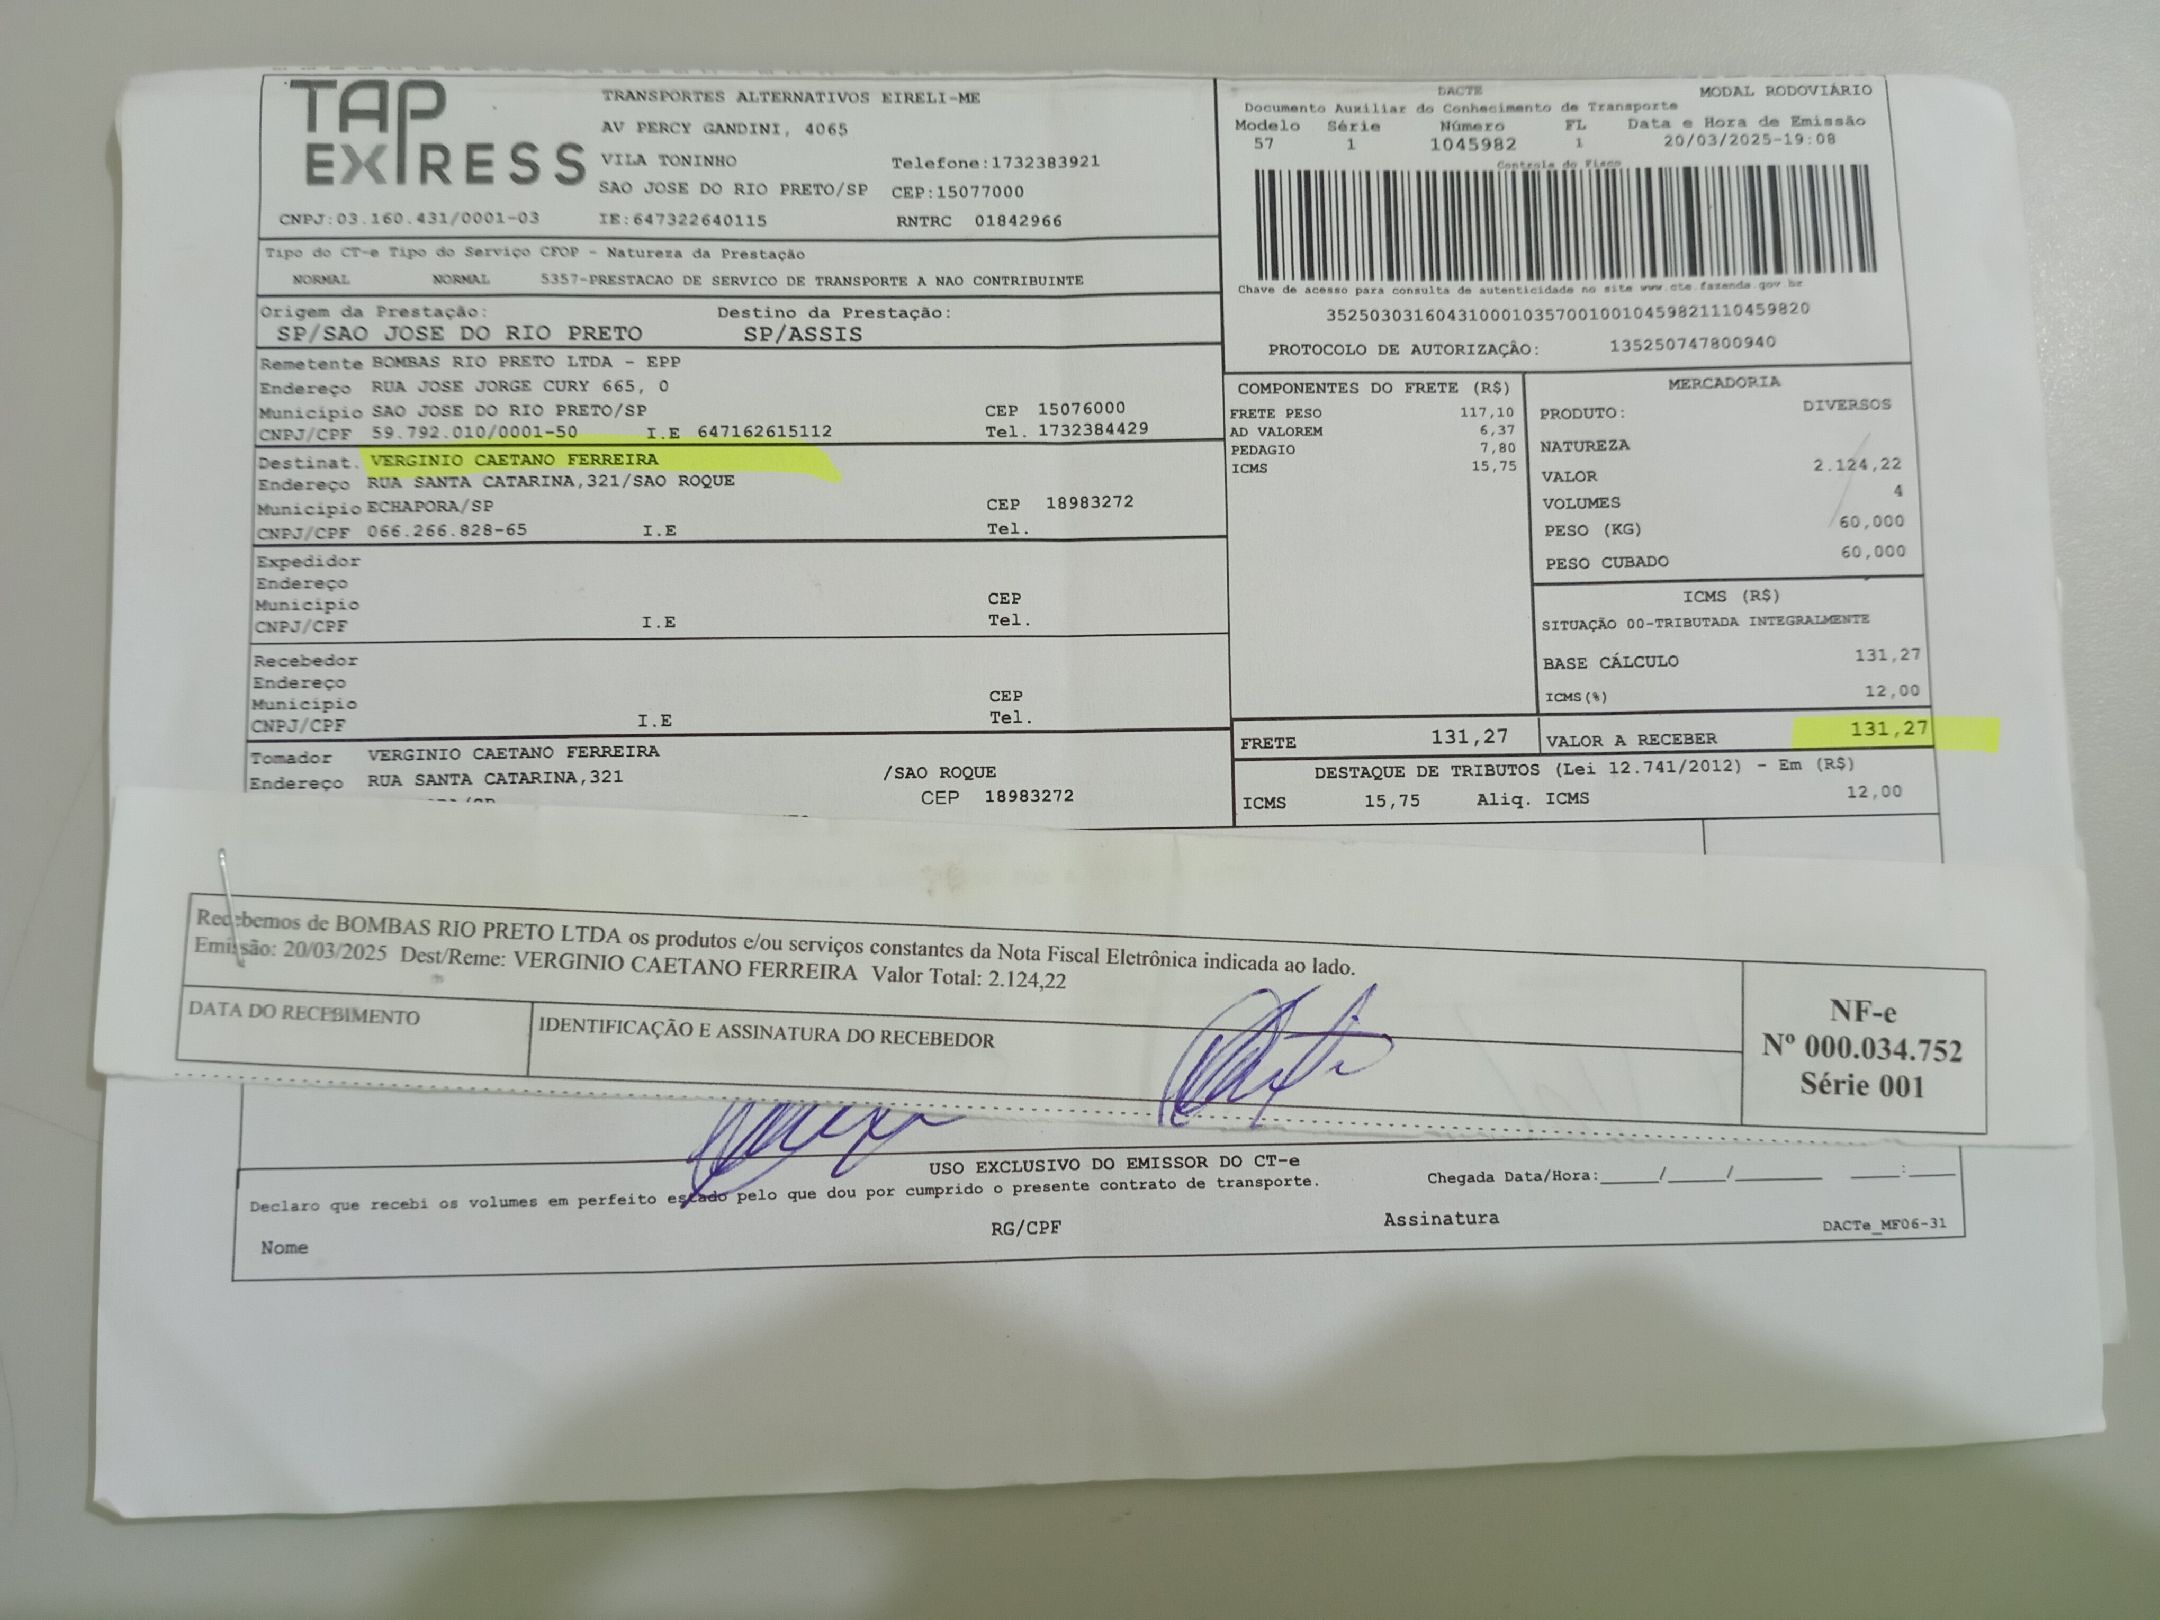 TAP EXPRESS
TRANSPORTES ALTERNATIVOS EIRELI-ME
AV PERCY GANDINI, 4065
VILA TONINHO Telefone:1732383921
SAO JOSE DO RIO PRETO/SP CEP:15077000
CNPJ:03.160.431/0001-03 IE:647322640115 RNTRC 01842966
DACTE MODAL RODOVIÁRIO
Documento Auxiliar do Conhecimento de Transporte
Modelo Série Número FL Data e Hora de Emissão
57 1 1045982 1 20/03/2025-19:08
Controle do Fisco
Chave de acesso para consulta de autenticidade no site www.cte.fazenda.gov.br
35250303160431000103570010010459821110459820
PROTOCOLO DE AUTORIZAÇÃO: 135250747800940
Tipo do CT-e Tipo do Serviço CFOP - Natureza da Prestação
NORMAL NORMAL 5357-PRESTACAO DE SERVICO DE TRANSPORTE A NAO CONTRIBUINTE
Origem da Prestação: Destino da Prestação:
SP/SAO JOSE DO RIO PRETO SP/ASSIS
Remetente BOMBAS RIO PRETO LTDA - EPP
Endereço RUA JOSE JORGE CURY 665, 0
Município SAO JOSE DO RIO PRETO/SP CEP 15076000
CNPJ/CPF 59.792.010/0001-50 I.E 647162615112 Tel. 1732384429
Destinat. VERGINIO CAETANO FERREIRA
Endereço RUA SANTA CATARINA,321/SAO ROQUE
Município ECHAPORA/SP CEP 18983272
CNPJ/CPF 066.266.828-65 I.E Tel.
Expedidor
Endereço
Município CEP
CNPJ/CPF I.E Tel.
Recebedor
Endereço
Município CEP
CNPJ/CPF I.E Tel.
Tomador VERGINIO CAETANO FERREIRA
Endereço RUA SANTA CATARINA,321 /SAO ROQUE
CEP 18983272
COMPONENTES DO FRETE (R$)
FRETE PESO 117,10
AD VALOREM 6,37
PEDAGIO 7,80
ICMS 15,75
MERCADORIA
PRODUTO: DIVERSOS
NATUREZA
VALOR 2.124,22
VOLUMES 4
PESO (KG) 60,000
PESO CUBADO 60,000
ICMS (R$)
SITUAÇÃO 00-TRIBUTADA INTEGRALMENTE
BASE CÁLCULO 131,27
ICMS(%) 12,00
FRETE 131,27 VALOR A RECEBER 131,27
DESTAQUE DE TRIBUTOS (Lei 12.741/2012) - Em (R$)
ICMS 15,75 Aliq. ICMS 12,00
Recebemos de BOMBAS RIO PRETO LTDA os produtos e/ou serviços constantes da Nota Fiscal Eletrônica indicada ao lado.
Emissão: 20/03/2025 Dest/Reme: VERGINIO CAETANO FERREIRA Valor Total: 2.124,22
DATA DO RECEBIMENTO
IDENTIFICAÇÃO E ASSINATURA DO RECEBEDOR
NF-e
Nº 000.034.752
Série 001
USO EXCLUSIVO DO EMISSOR DO CT-e
Declaro que recebi os volumes em perfeito estado pelo que dou por cumprido o presente contrato de transporte.
Chegada Data/Hora:_____/_____/________ ____:____
Nome RG/CPF Assinatura DACTe_MF06-31